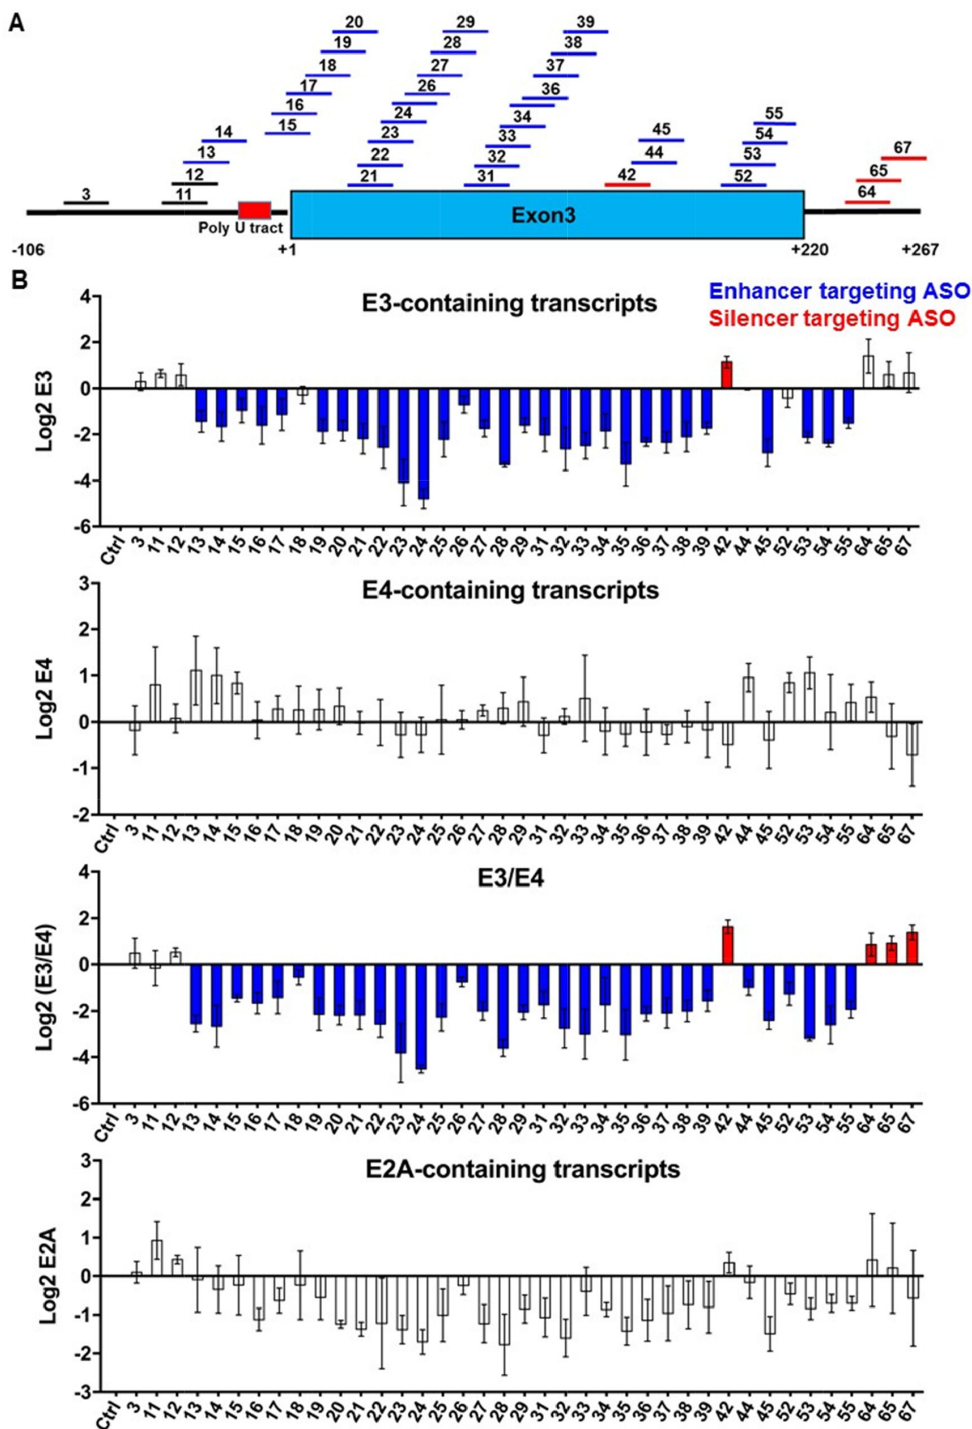 A
20 29 39
19 28 38
18 27 37
17 26 36
16 24 34 55
15 23 33 45 54
14 22 32 44 53 67
13 21 31 42 52 65
12 64
3 11
Exon3
Poly U tract
-106 +1 +220 +267
B
Enhancer targeting ASO
Silencer targeting ASO
E3-containing transcripts
Log2 E3
4
2
0
-2
-4
-6
Ctrl 3 11 12 13 14 15 16 17 18 19 20 21 22 23 24 25 26 27 28 29 31 32 33 34 35 36 37 38 39 42 44 45 52 53 54 55 64 65 67
E4-containing transcripts
Log2 E4
3
2
1
0
-1
-2
Ctrl 3 11 12 13 14 15 16 17 18 19 20 21 22 23 24 25 26 27 28 29 31 32 33 34 35 36 37 38 39 42 44 45 52 53 54 55 64 65 67
E3/E4
Log2 (E3/E4)
4
2
0
-2
-4
-6
Ctrl 3 11 12 13 14 15 16 17 18 19 20 21 22 23 24 25 26 27 28 29 31 32 33 34 35 36 37 38 39 42 44 45 52 53 54 55 64 65 67
E2A-containing transcripts
Log2 E2A
3
2
1
0
-1
-2
-3
Ctrl 3 11 12 13 14 15 16 17 18 19 20 21 22 23 24 25 26 27 28 29 31 32 33 34 35 36 37 38 39 42 44 45 52 53 54 55 64 65 67